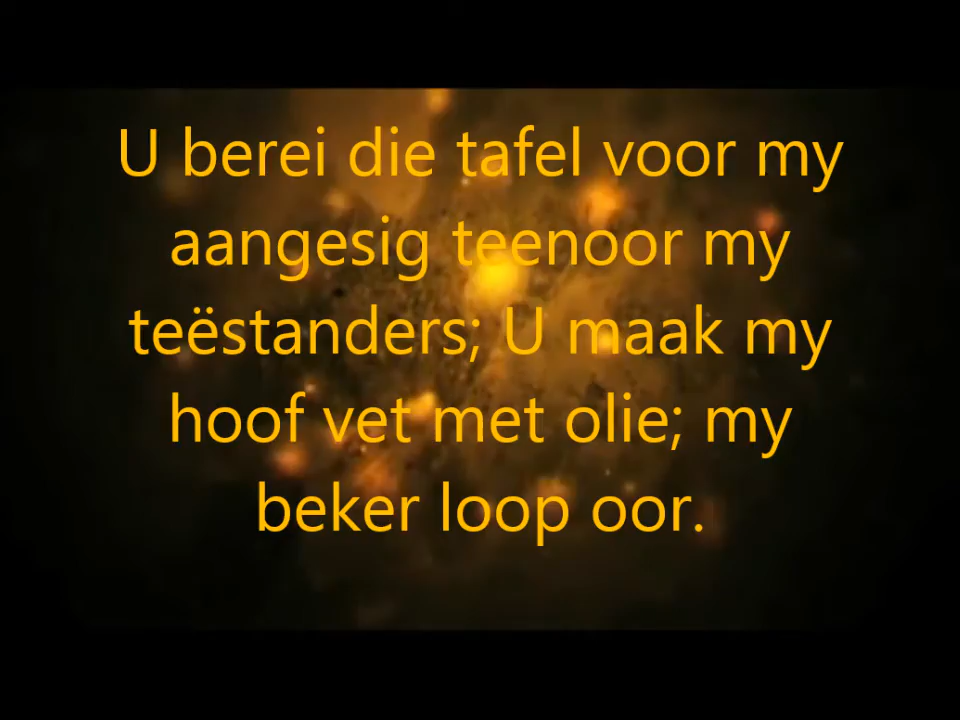 U berei die tafel voor my
aangesig teenoor my
teëstanders; U maak my
hoof vet met olie; my
beker loop oor.